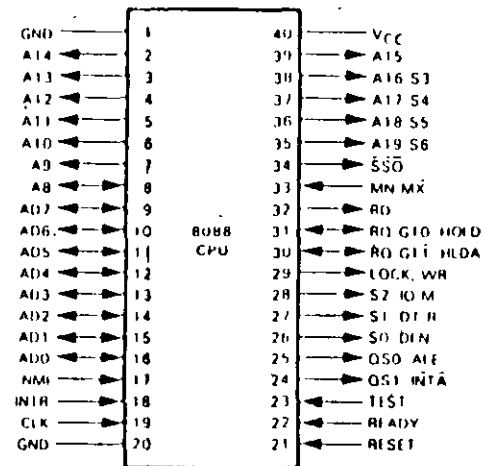 GND 1 40 VCC
A14 2 39 A15
A13 3 38 A16 S3
A12 4 37 A17 S4
A11 5 36 A18 S5
A10 6 35 A19 S6
A9 7 34 SSO
A8 8 33 MN MX
AD7 9 32 RD
AD6 10 8088 31 RQ GT0 HOLD
AD5 11 CPU 30 RQ GT1 HLDA
AD4 12 29 LOCK, WR
AD3 13 28 S2 IO M
AD2 14 27 S1 DT R
AD1 15 26 S0 DEN
AD0 16 25 QS0 ALE
NMI 17 24 QS1 INTA
INTR 18 23 TEST
CLK 19 22 READY
GND 20 21 RESET